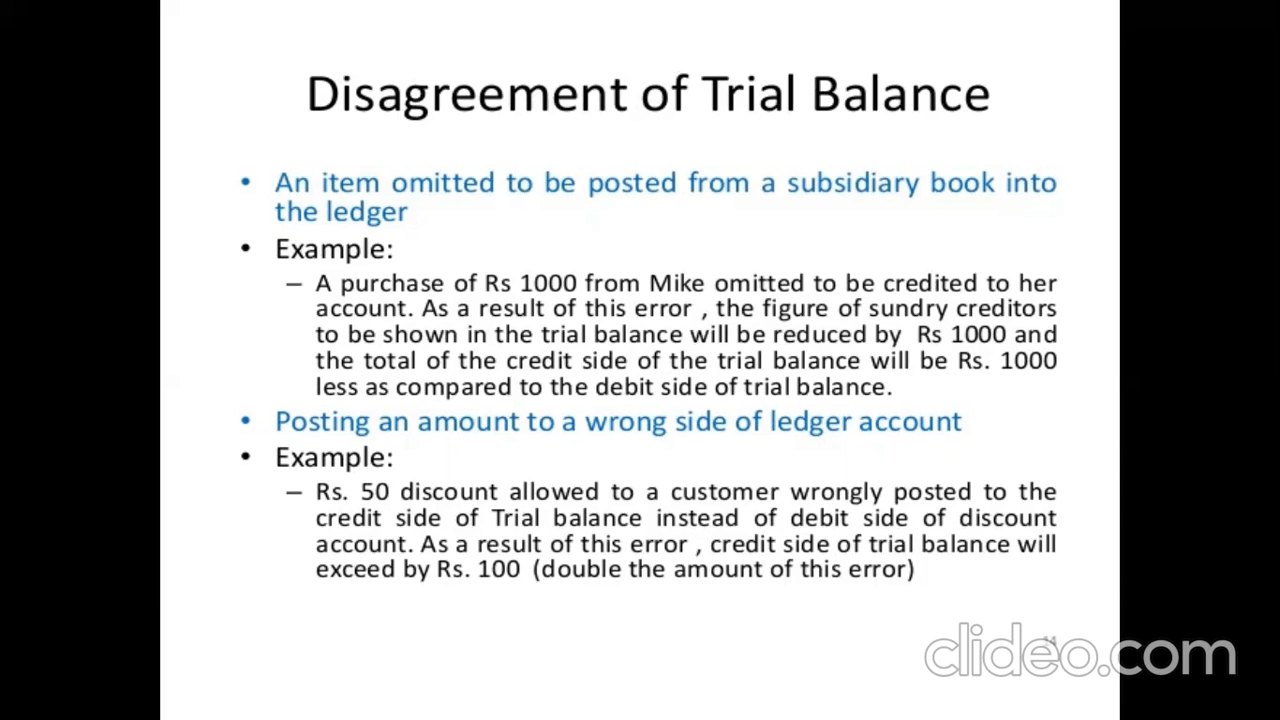 Disagreement of Trial Balance
• An item omitted to be posted from a subsidiary book into
the ledger
• Example:
– A purchase of Rs 1000 from Mike omitted to be credited to her
account. As a result of this error , the figure of sundry creditors
to be shown in the trial balance will be reduced by Rs 1000 and
the total of the credit side of the trial balance will be Rs. 1000
less as compared to the debit side of trial balance.
• Posting an amount to a wrong side of ledger account
• Example:
– Rs. 50 discount allowed to a customer wrongly posted to the
credit side of Trial balance instead of debit side of discount
account. As a result of this error , credit side of trial balance will
exceed by Rs. 100 (double the amount of this error)
clideo.com